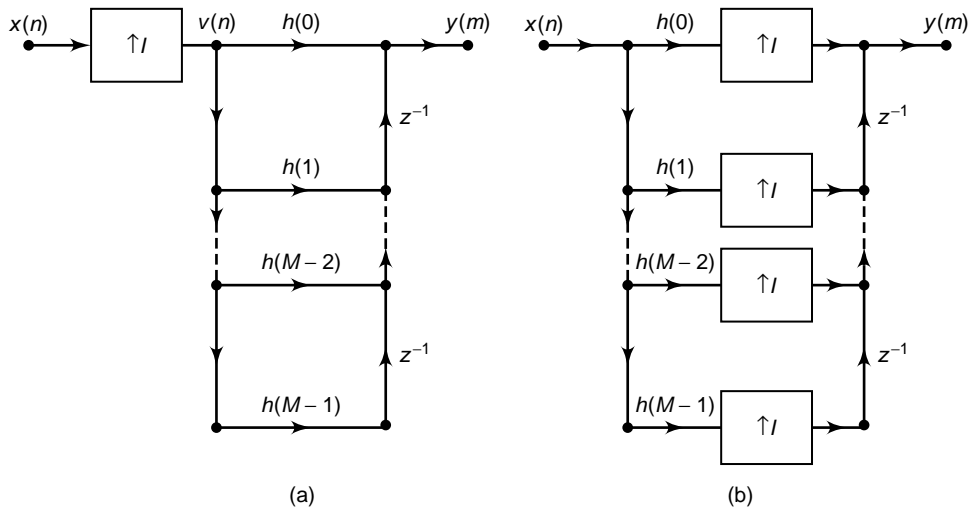 x(n)
↑I
v(n)
h(0)
y(m)
z⁻¹
h(1)
h(M – 2)
z⁻¹
h(M – 1)
(a)
x(n)
h(0)
↑I
y(m)
z⁻¹
h(1)
↑I
h(M – 2)
↑I
z⁻¹
h(M – 1)
↑I
(b)